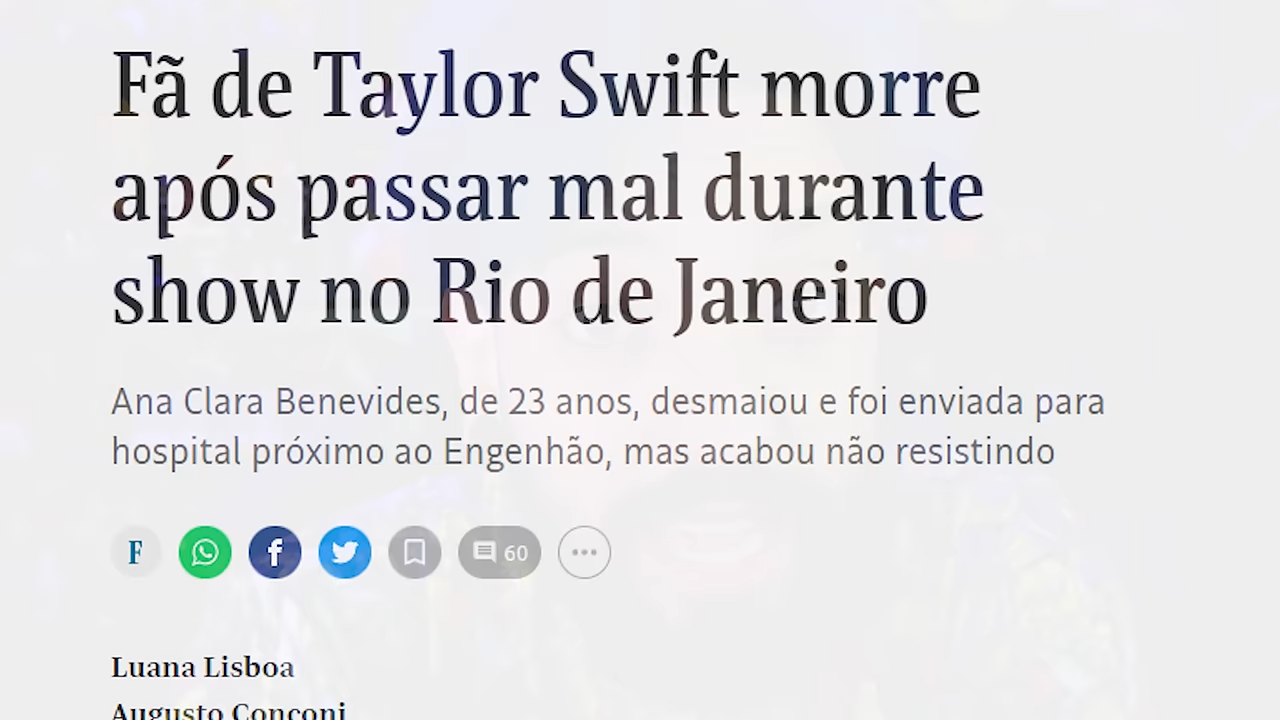 Fã de Taylor Swift morre
após passar mal durante
show no Rio de Janeiro
Ana Clara Benevides, de 23 anos, desmaiou e foi enviada para
hospital próximo ao Engenhão, mas acabou não resistindo
F 60
Luana Lisboa
Augusto Conconi